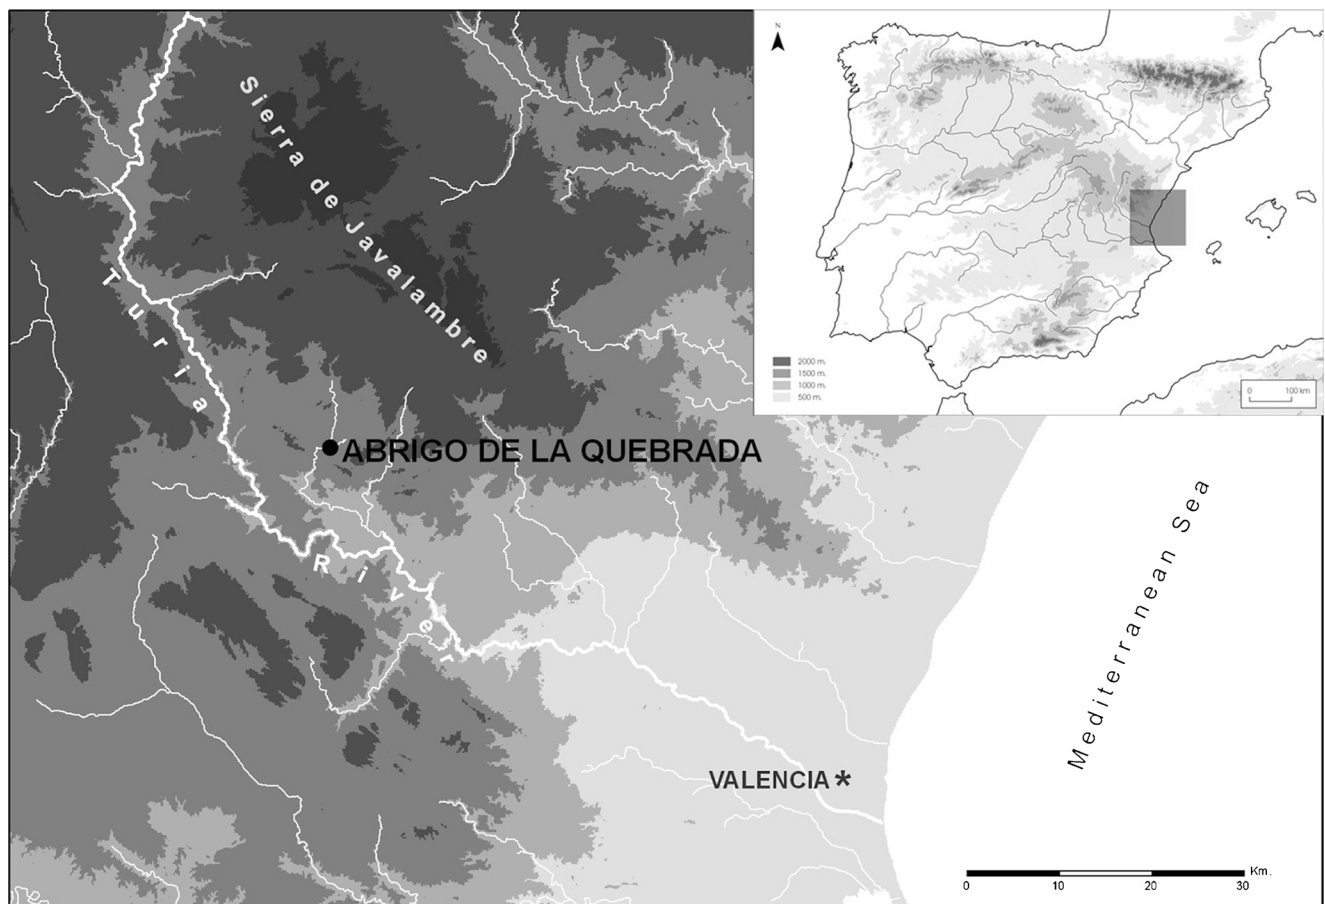 N
2000 m.
1500 m.
1000 m.
500 m.
0 100 km
Sierra de Javalambre
Turia
River
ABRIGO DE LA QUEBRADA
Mediterranean Sea
VALENCIA *
Km.
0 10 20 30